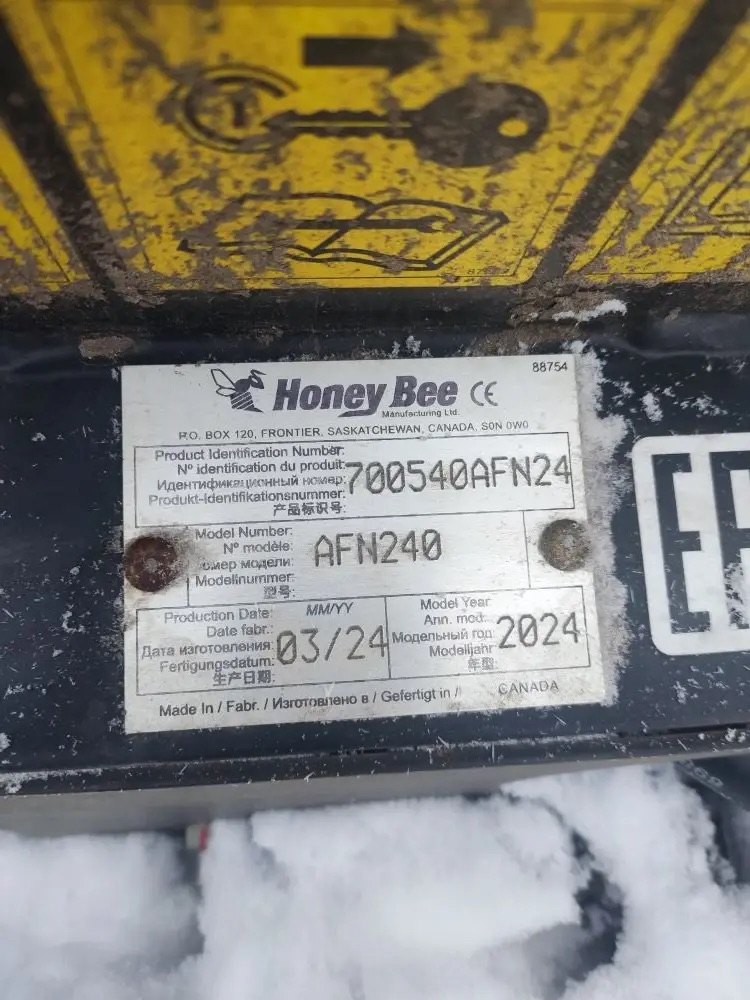 88754
Honey Bee CE
Manufacturing Ltd.
P.O. BOX 120, FRONTIER, SASKATCHEWAN, CANADA, S0N 0W0
Product Identification Number:
Nº identification du produit:
Идентификационный номер:
Produkt-Identifikationsnummer:
产品标识号:
700540AFN24
Model Number:
Nº modèle:
омер модели:
Modellnummer:
型号:
AFN240
Production Date: MM/YY
Date fabr.:
Дата изготовления:
Fertigungsdatum:
生产日期:
03/24
Model Year
Ann. mod.:
Модельный год
Modelljahr
年型:
2024
Made In / Fabr. / Изготовлено в / Gefertigt in /
CANADA